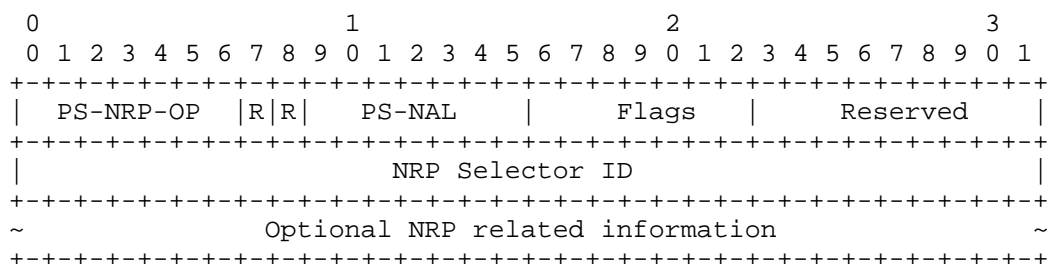 0                   1                   2                   3
 0 1 2 3 4 5 6 7 8 9 0 1 2 3 4 5 6 7 8 9 0 1 2 3 4 5 6 7 8 9 0 1
+-+-+-+-+-+-+-+-+-+-+-+-+-+-+-+-+-+-+-+-+-+-+-+-+-+-+-+-+-+-+-+-+
|  PS-NRP-OP  |R|R|   PS-NAL    |     Flags   |     Reserved    |
+-+-+-+-+-+-+-+-+-+-+-+-+-+-+-+-+-+-+-+-+-+-+-+-+-+-+-+-+-+-+-+-+
|                       NRP Selector ID                         |
+-+-+-+-+-+-+-+-+-+-+-+-+-+-+-+-+-+-+-+-+-+-+-+-+-+-+-+-+-+-+-+-+
~               Optional NRP related information                ~
+-+-+-+-+-+-+-+-+-+-+-+-+-+-+-+-+-+-+-+-+-+-+-+-+-+-+-+-+-+-+-+-+